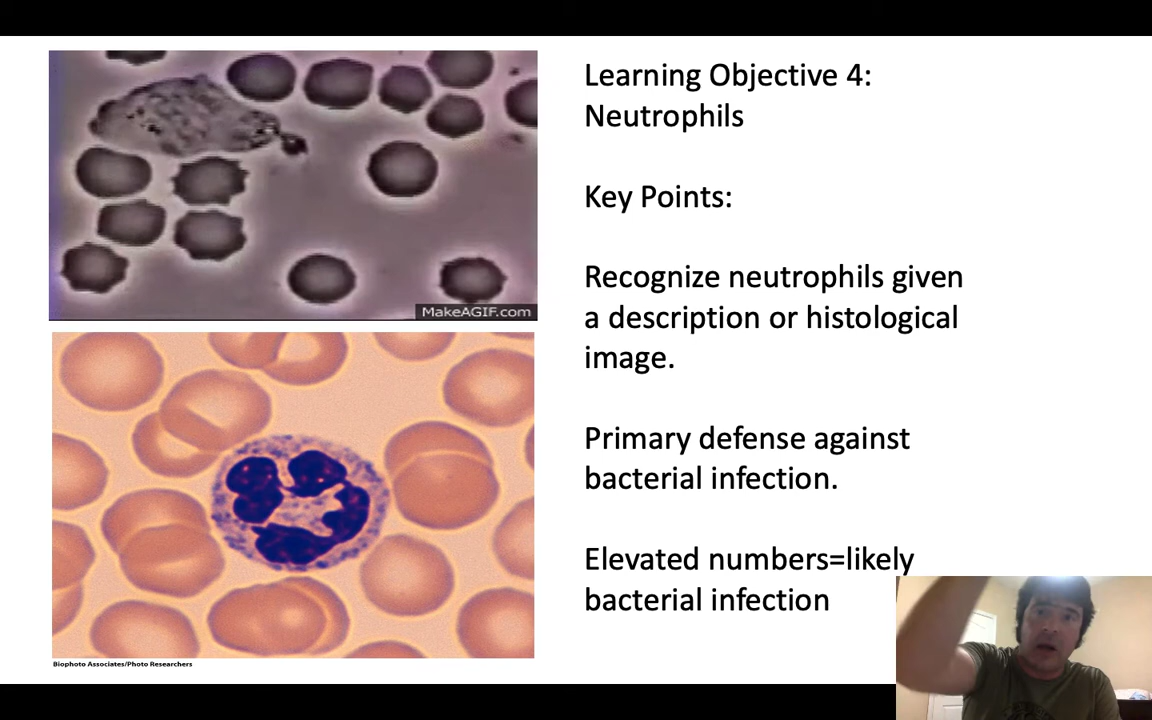 MakeAGIF.com
Biophoto Associates/Photo Researchers
Learning Objective 4:
Neutrophils
Key Points:
Recognize neutrophils given
a description or histological
image.
Primary defense against
bacterial infection.
Elevated numbers=likely
bacterial infection